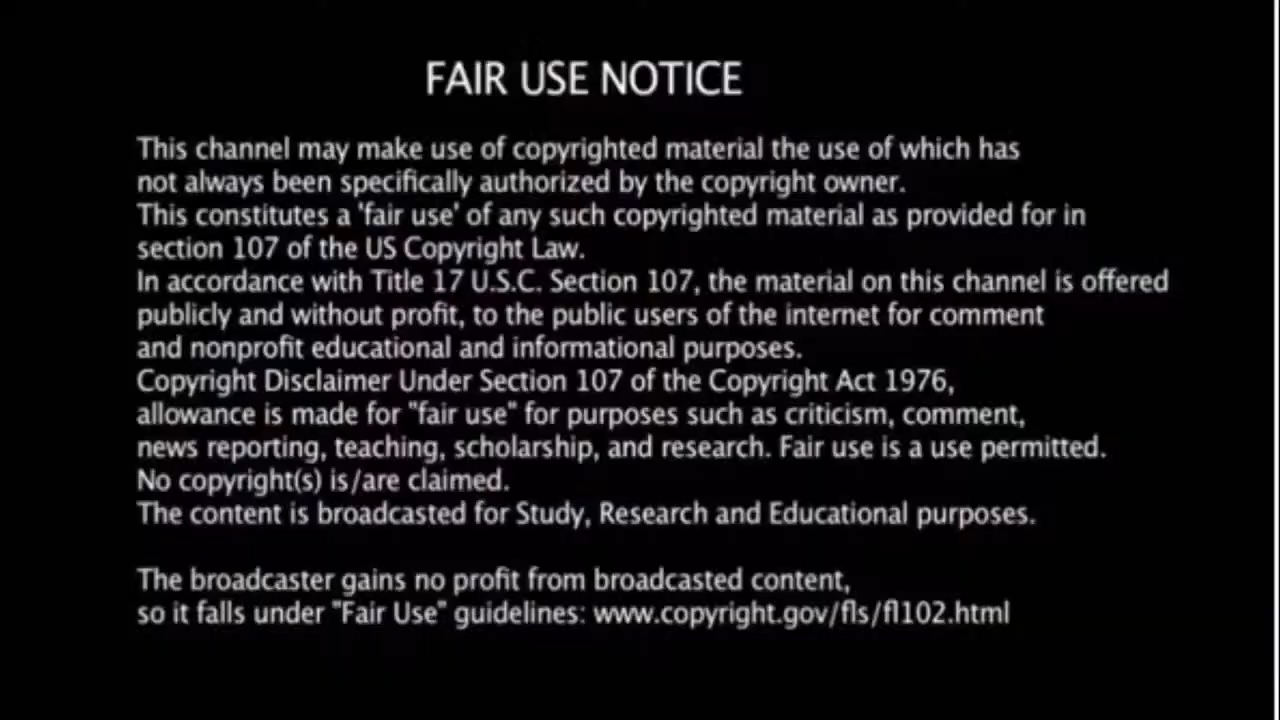 FAIR USE NOTICE
This channel may make use of copyrighted material the use of which has
not always been specifically authorized by the copyright owner.
This constitutes a 'fair use' of any such copyrighted material as provided for in
section 107 of the US Copyright Law.
In accordance with Title 17 U.S.C. Section 107, the material on this channel is offered
publicly and without profit, to the public users of the internet for comment
and nonprofit educational and informational purposes.
Copyright Disclaimer Under Section 107 of the Copyright Act 1976,
allowance is made for "fair use" for purposes such as criticism, comment,
news reporting, teaching, scholarship, and research. Fair use is a use permitted.
No copyright(s) is/are claimed.
The content is broadcasted for Study, Research and Educational purposes.
The broadcaster gains no profit from broadcasted content,
so it falls under "Fair Use" guidelines: www.copyright.gov/fls/fl102.html